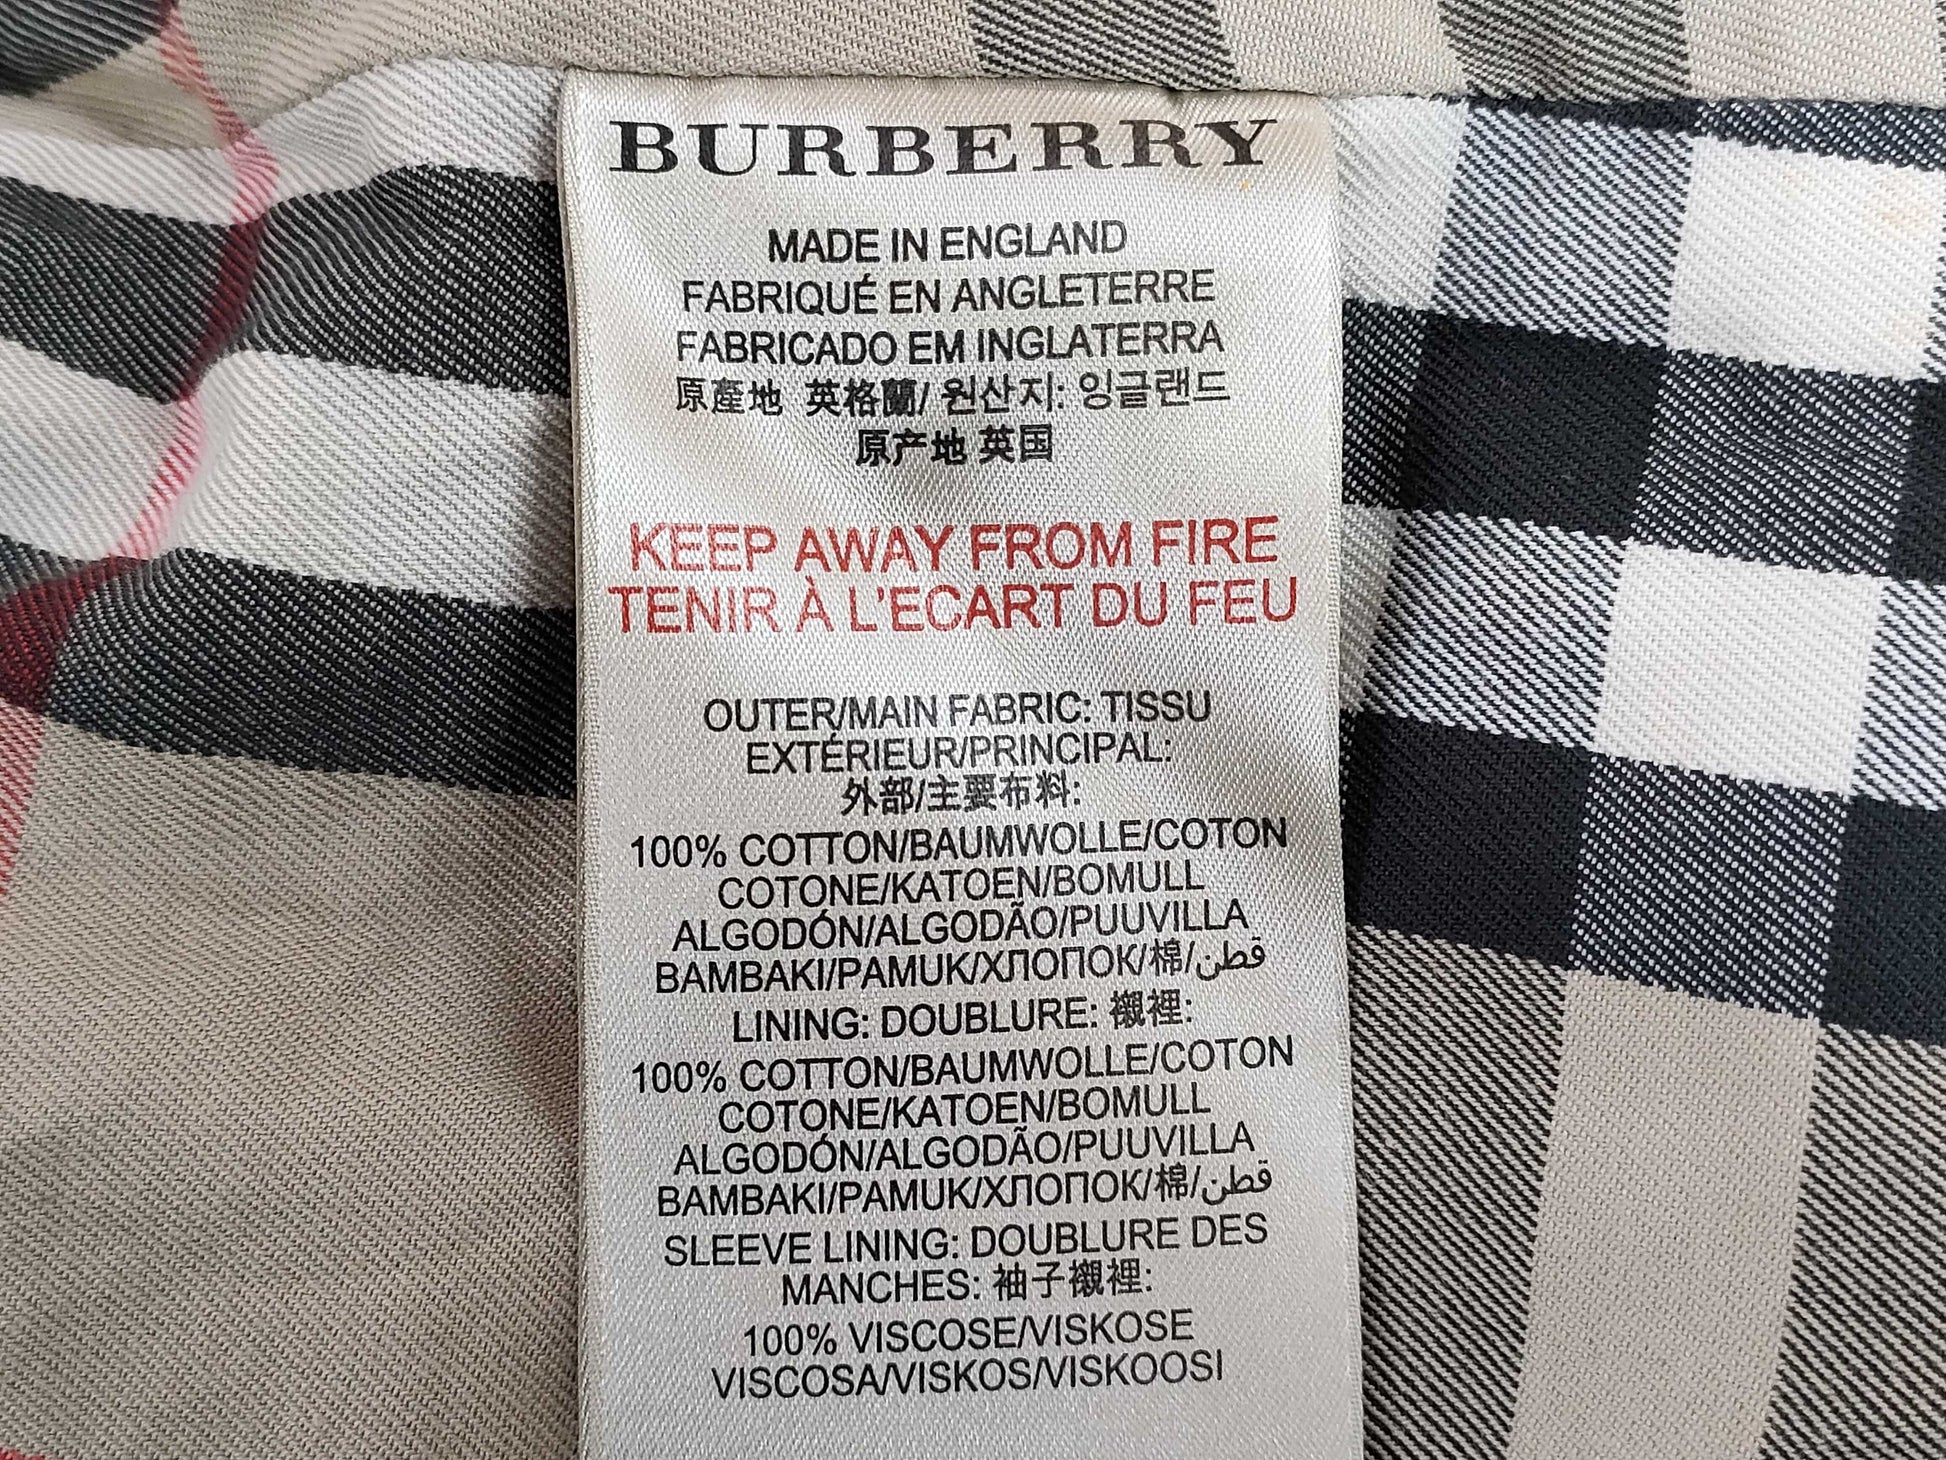 BURBERRY
MADE IN ENGLAND
FABRIQUÉ EN ANGLETERRE
FABRICADO EM INGLATERRA
原產地 英格蘭/ 원산지: 잉글랜드
原产地 英国
KEEP AWAY FROM FIRE
TENIR À L'ECART DU FEU
OUTER/MAIN FABRIC: TISSU
EXTÉRIEUR/PRINCIPAL:
外部/主要布料:
100% COTTON/BAUMWOLLE/COTON
COTONE/KATOEN/BOMULL
ALGODÓN/ALGODÃO/PUUVILLA
BAMBAKI/PAMUK/ХЛОПОК/棉/قطن
LINING: DOUBLURE: 襯裡:
100% COTTON/BAUMWOLLE/COTON
COTONE/KATOEN/BOMULL
ALGODÓN/ALGODÃO/PUUVILLA
BAMBAKI/PAMUK/ХЛОПОК/棉/قطن
SLEEVE LINING: DOUBLURE DES
MANCHES: 袖子襯裡:
100% VISCOSE/VISKOSE
VISCOSA/VISKOS/VISKOOSI